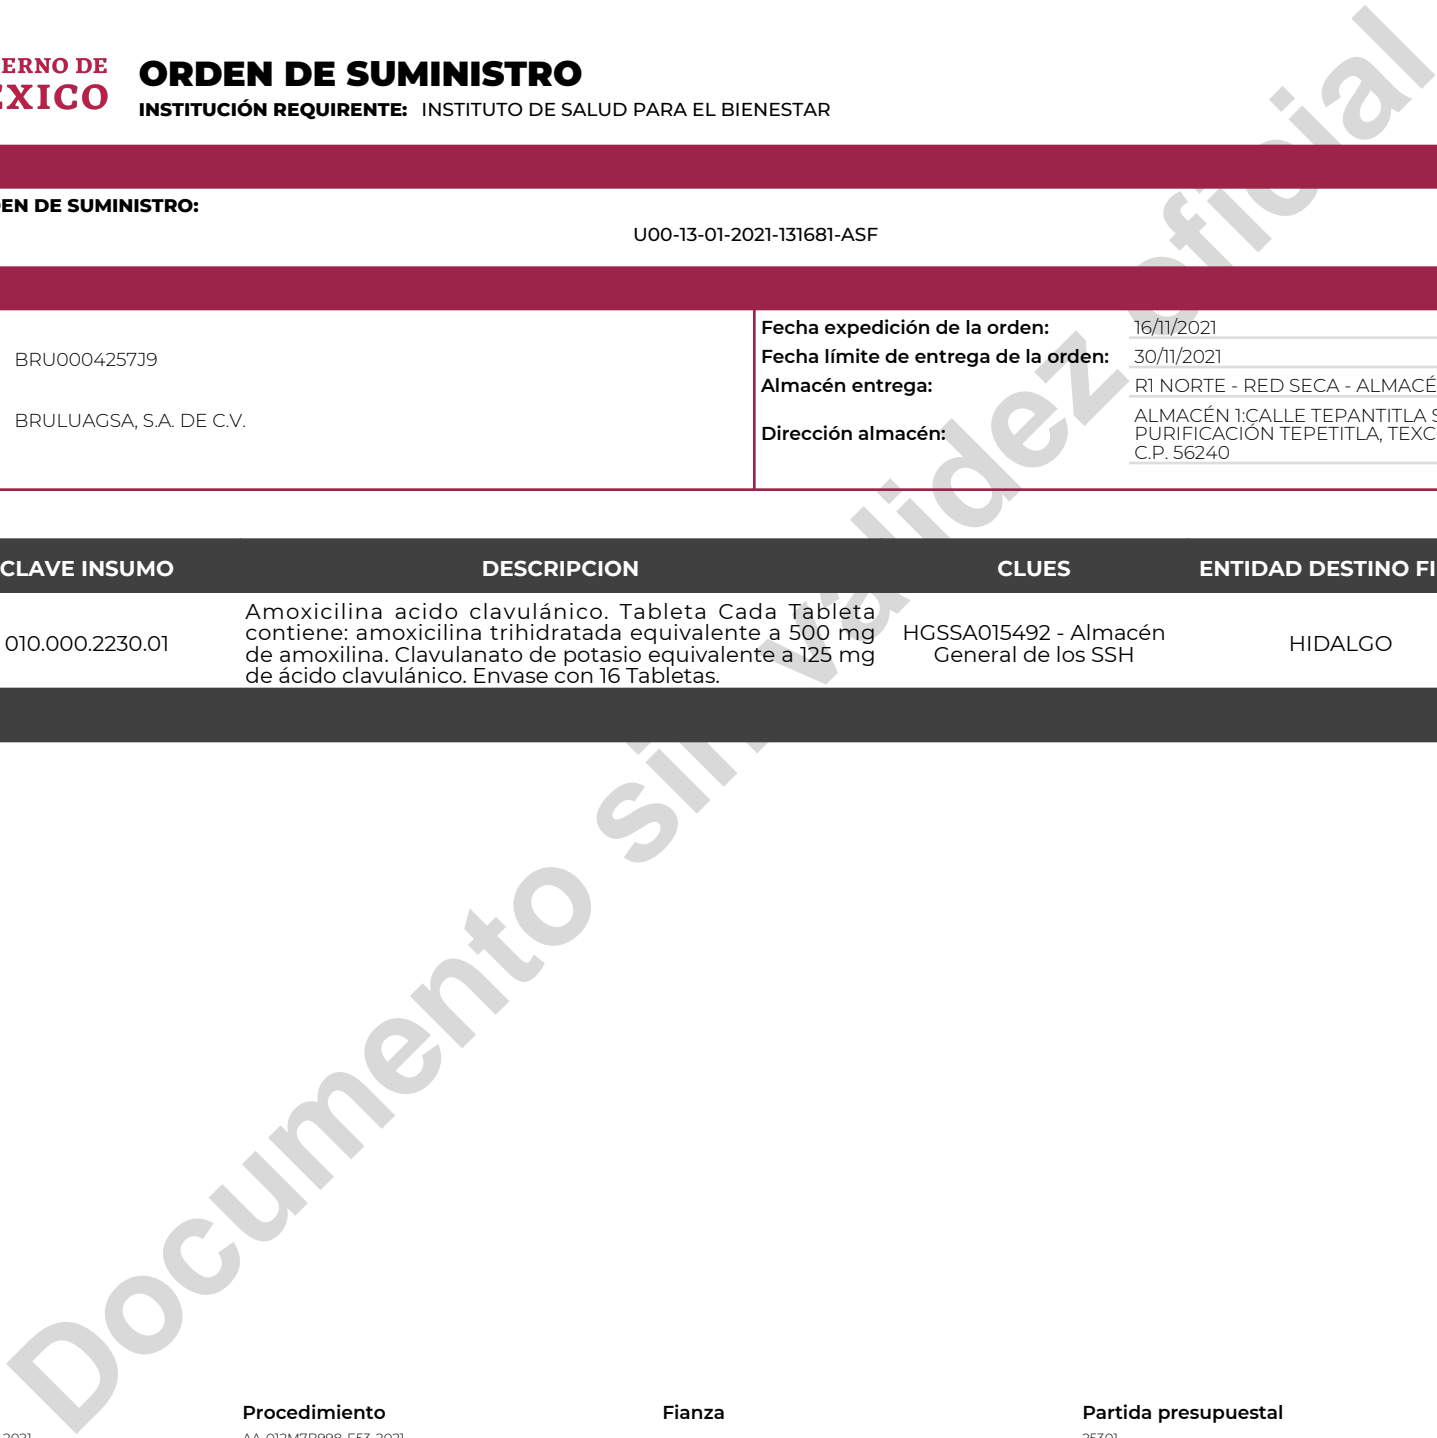 ERNO DE
ÉXICO
ORDEN DE SUMINISTRO
INSTITUCIÓN REQUIRENTE: INSTITUTO DE SALUD PARA EL BIENESTAR
EN DE SUMINISTRO:
U00-13-01-2021-131681-ASF
BRU0004257J9
BRULUAGSA, S.A. DE C.V.
Fecha expedición de la orden: 16/11/2021
Fecha límite de entrega de la orden: 30/11/2021
Almacén entrega: R1 NORTE - RED SECA - ALMACÉ
Dirección almacén: ALMACÉN 1:CALLE TEPANTITLA S
PURIFICACIÓN TEPETITLA, TEXC
C.P. 56240
CLAVE INSUMO DESCRIPCION CLUES ENTIDAD DESTINO FI
010.000.2230.01
Amoxicilina acido clavulánico. Tableta Cada Tableta
contiene: amoxicilina trihidratada equivalente a 500 mg
de amoxilina. Clavulanato de potasio equivalente a 125 mg
de ácido clavulánico. Envase con 16 Tabletas.
HGSSA015492 - Almacén
General de los SSH
HIDALGO
Documento sin validez oficial
Procedimiento Fianza Partida presupuestal